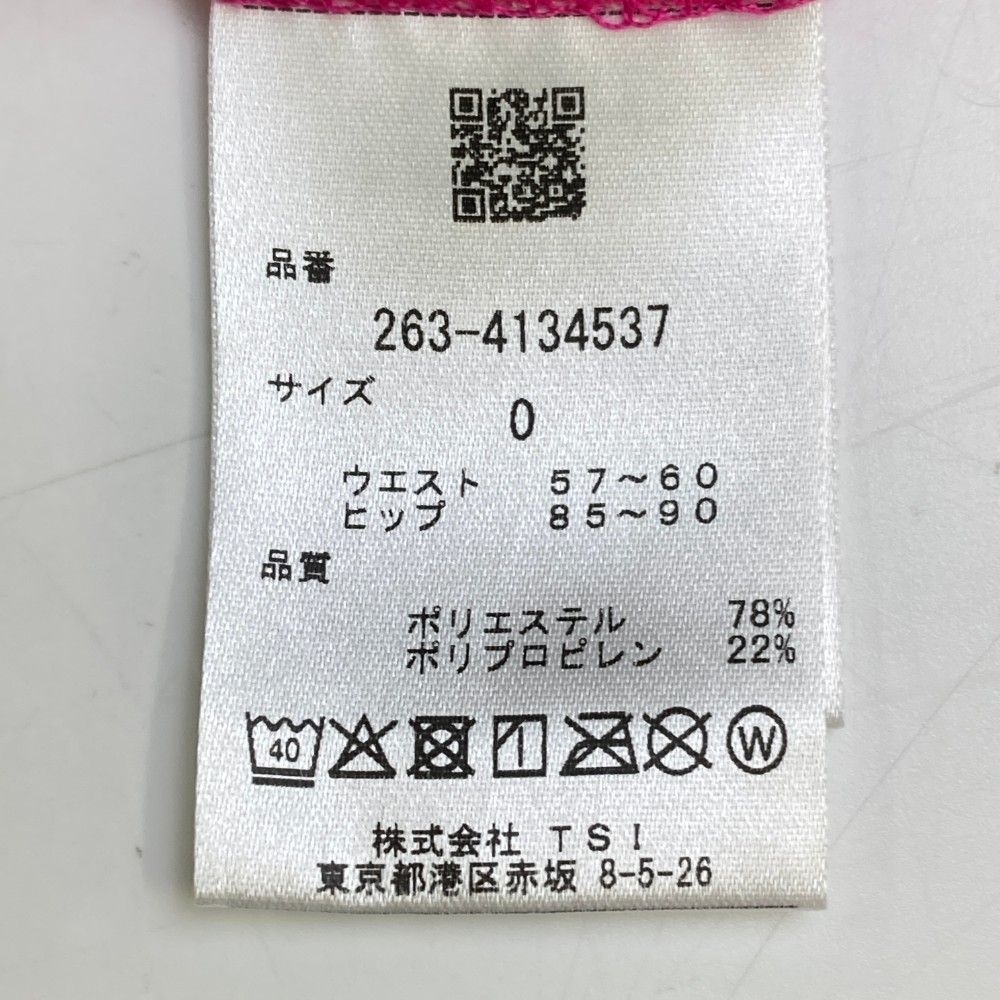 品番
263-4134537
サイズ
0
ウエスト 57～60
ヒップ 85～90
品質
ポリエステル 78%
ポリプロピレン 22%
40 W
株式会社 TSI
東京都港区赤坂 8-5-26